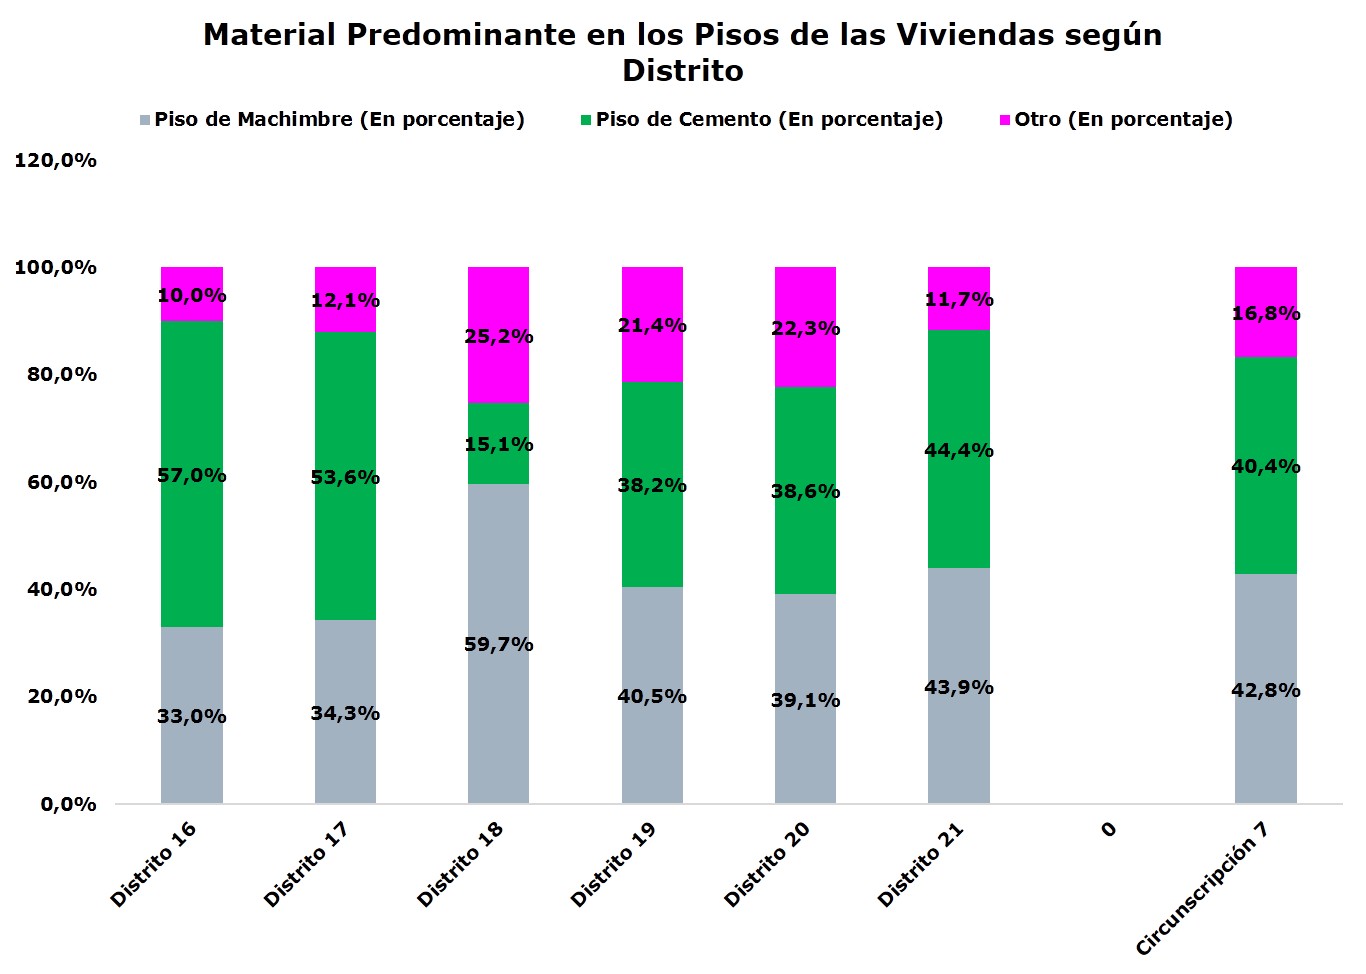 Material Predominante en los Pisos de las Viviendas según
Distrito
Piso de Machimbre (En porcentaje)
Piso de Cemento (En porcentaje)
Otro (En porcentaje)
120,0%
100,0%
80,0%
60,0%
40,0%
20,0%
0,0%
10,0%
57,0%
33,0%
12,1%
53,6%
34,3%
25,2%
15,1%
59,7%
21,4%
38,2%
40,5%
22,3%
38,6%
39,1%
11,7%
44,4%
43,9%
16,8%
40,4%
42,8%
Distrito 16
Distrito 17
Distrito 18
Distrito 19
Distrito 20
Distrito 21
0
Circunscripción 7